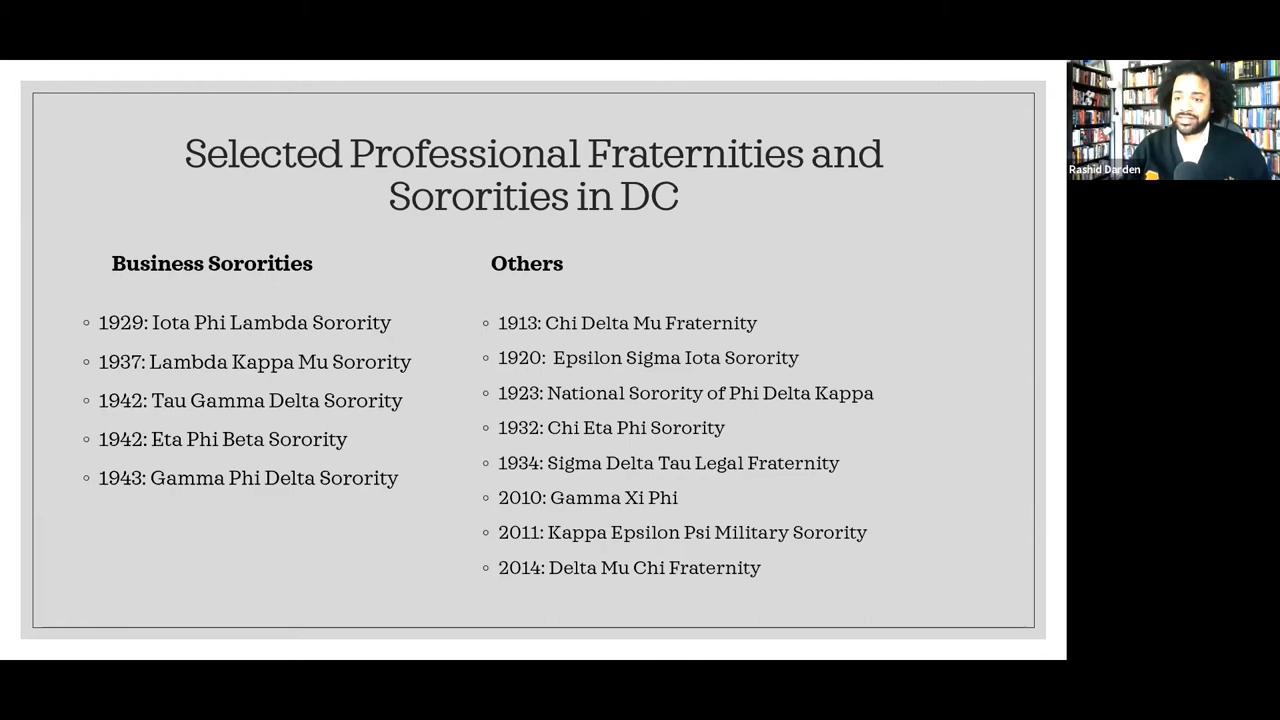 Selected Professional Fraternities and
Sororities in DC
Business Sororities
1929: Iota Phi Lambda Sorority
1937: Lambda Kappa Mu Sorority
1942: Tau Gamma Delta Sorority
1942: Eta Phi Beta Sorority
1943: Gamma Phi Delta Sorority
Others
1913: Chi Delta Mu Fraternity
1920: Epsilon Sigma Iota Sorority
1923: National Sorority of Phi Delta Kappa
1932: Chi Eta Phi Sorority
1934: Sigma Delta Tau Legal Fraternity
2010: Gamma Xi Phi
2011: Kappa Epsilon Psi Military Sorority
2014: Delta Mu Chi Fraternity
Rashid Darden